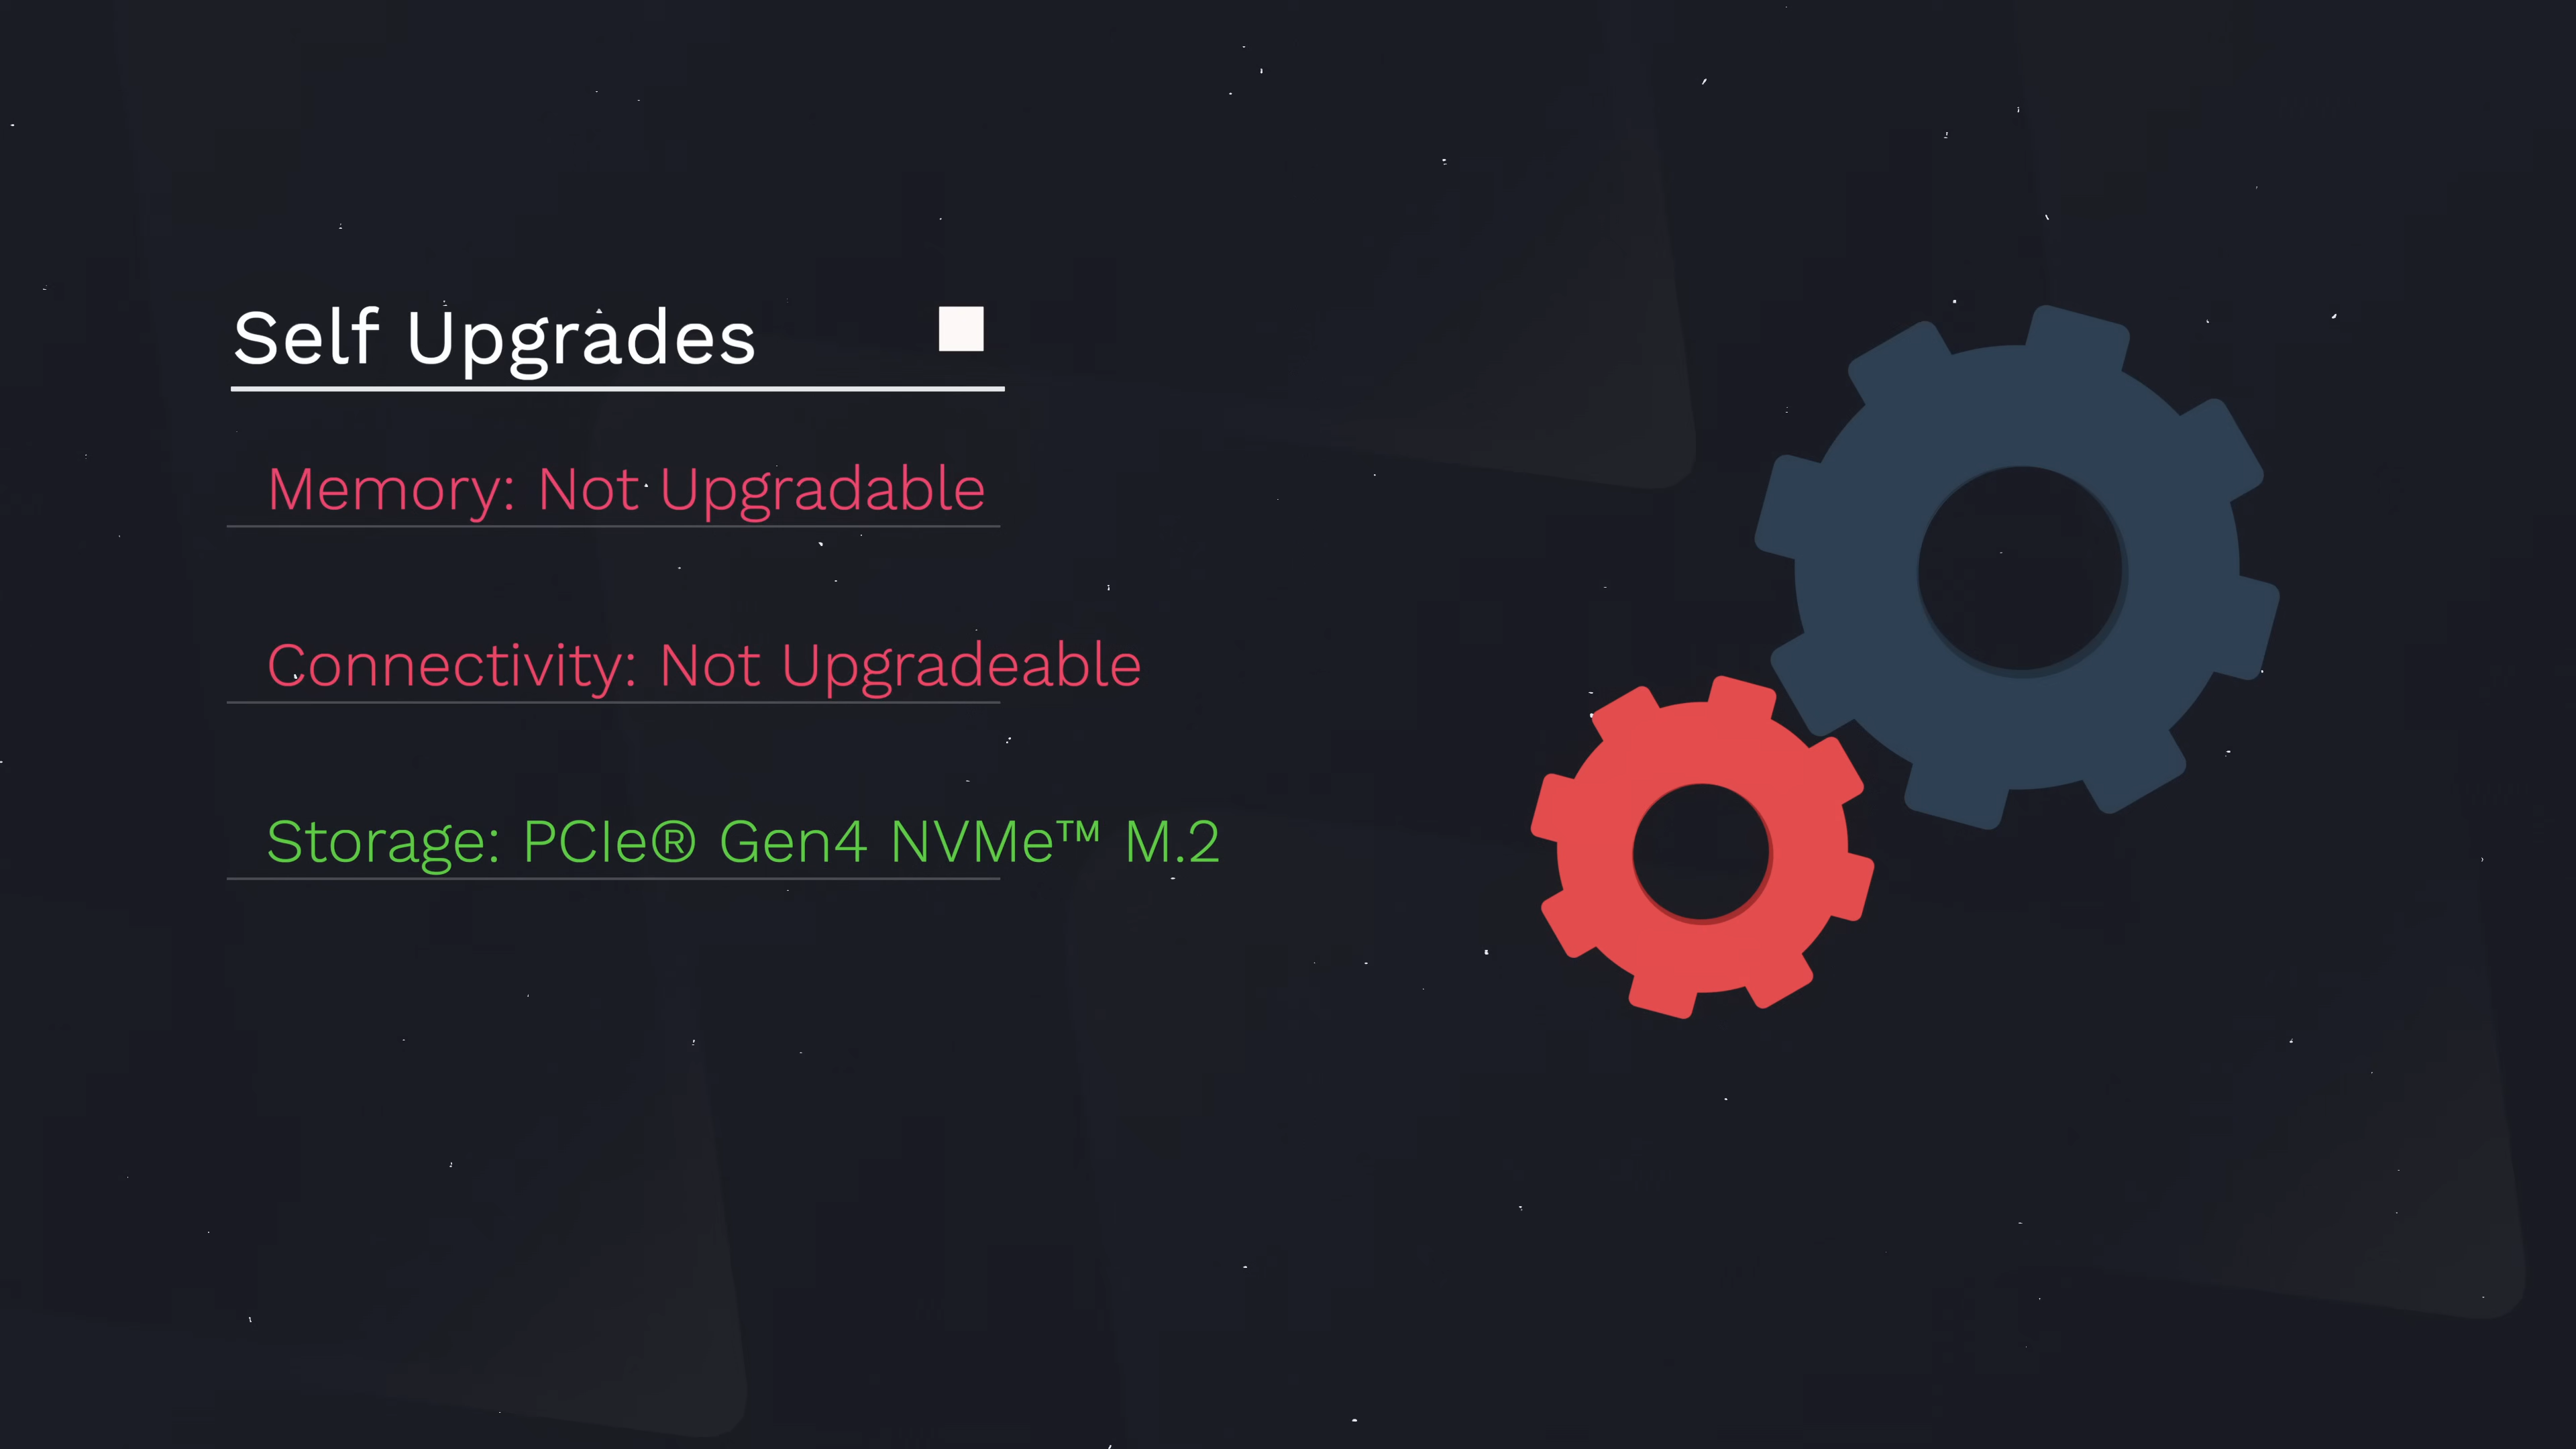 Self Upgrades
Memory: Not Upgradable
Connectivity: Not Upgradeable
Storage: PCIe® Gen4 NVMe™ M.2